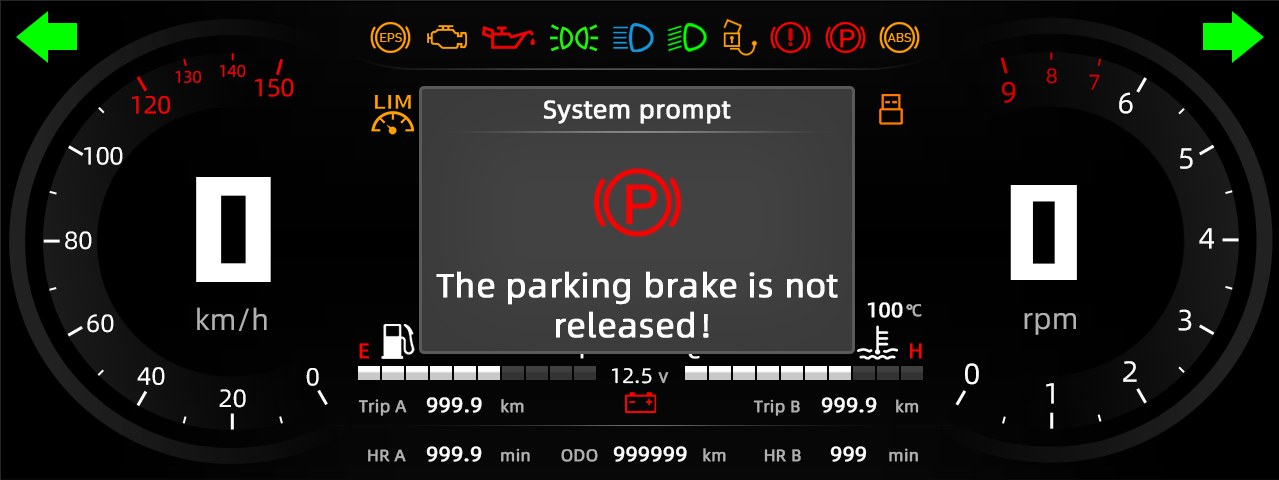 EPS
!
P
ABS
130 140
120 150
LIM
System prompt
9 8 7 6
100
5
0
0
80
4
P
60
km/h
The parking brake is not
released!
100 °C
rpm
3
E
H
40 20 0
12.5 V
0 1 2
Trip A 999.9 km
Trip B 999.9 km
HR A 999.9 min ODO 999999 km HR B 999 min